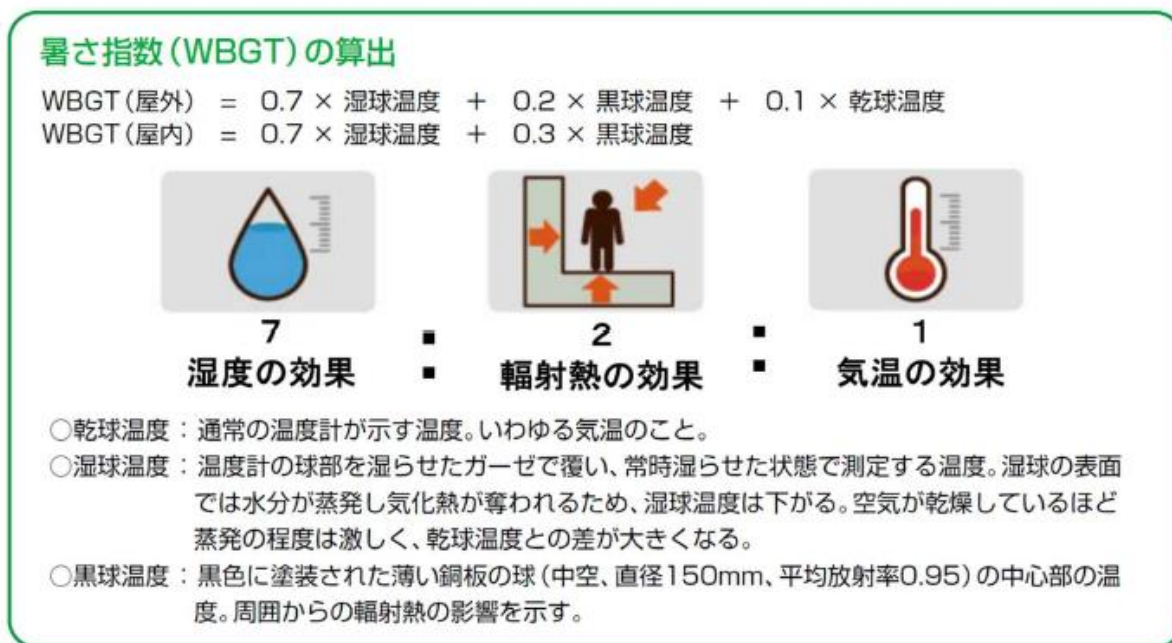 暑さ指数(WBGT)の算出
WBGT(屋外) = 0.7 × 湿球温度 + 0.2 × 黒球温度 + 0.1 × 乾球温度
WBGT(屋内) = 0.7 × 湿球温度 + 0.3 × 黒球温度
7 : 2 : 1
湿度の効果 輻射熱の効果 気温の効果
○乾球温度:通常の温度計が示す温度。いわゆる気温のこと。
○湿球温度:温度計の球部を湿らせたガーゼで覆い、常時湿らせた状態で測定する温度。湿球の表面
では水分が蒸発し気化熱が奪われるため、湿球温度は下がる。空気が乾燥しているほど
蒸発の程度は激しく、乾球温度との差が大きくなる。
○黒球温度:黒色に塗装された薄い銅板の球(中空、直径150mm、平均放射率0.95)の中心部の温
度。周囲からの輻射熱の影響を示す。